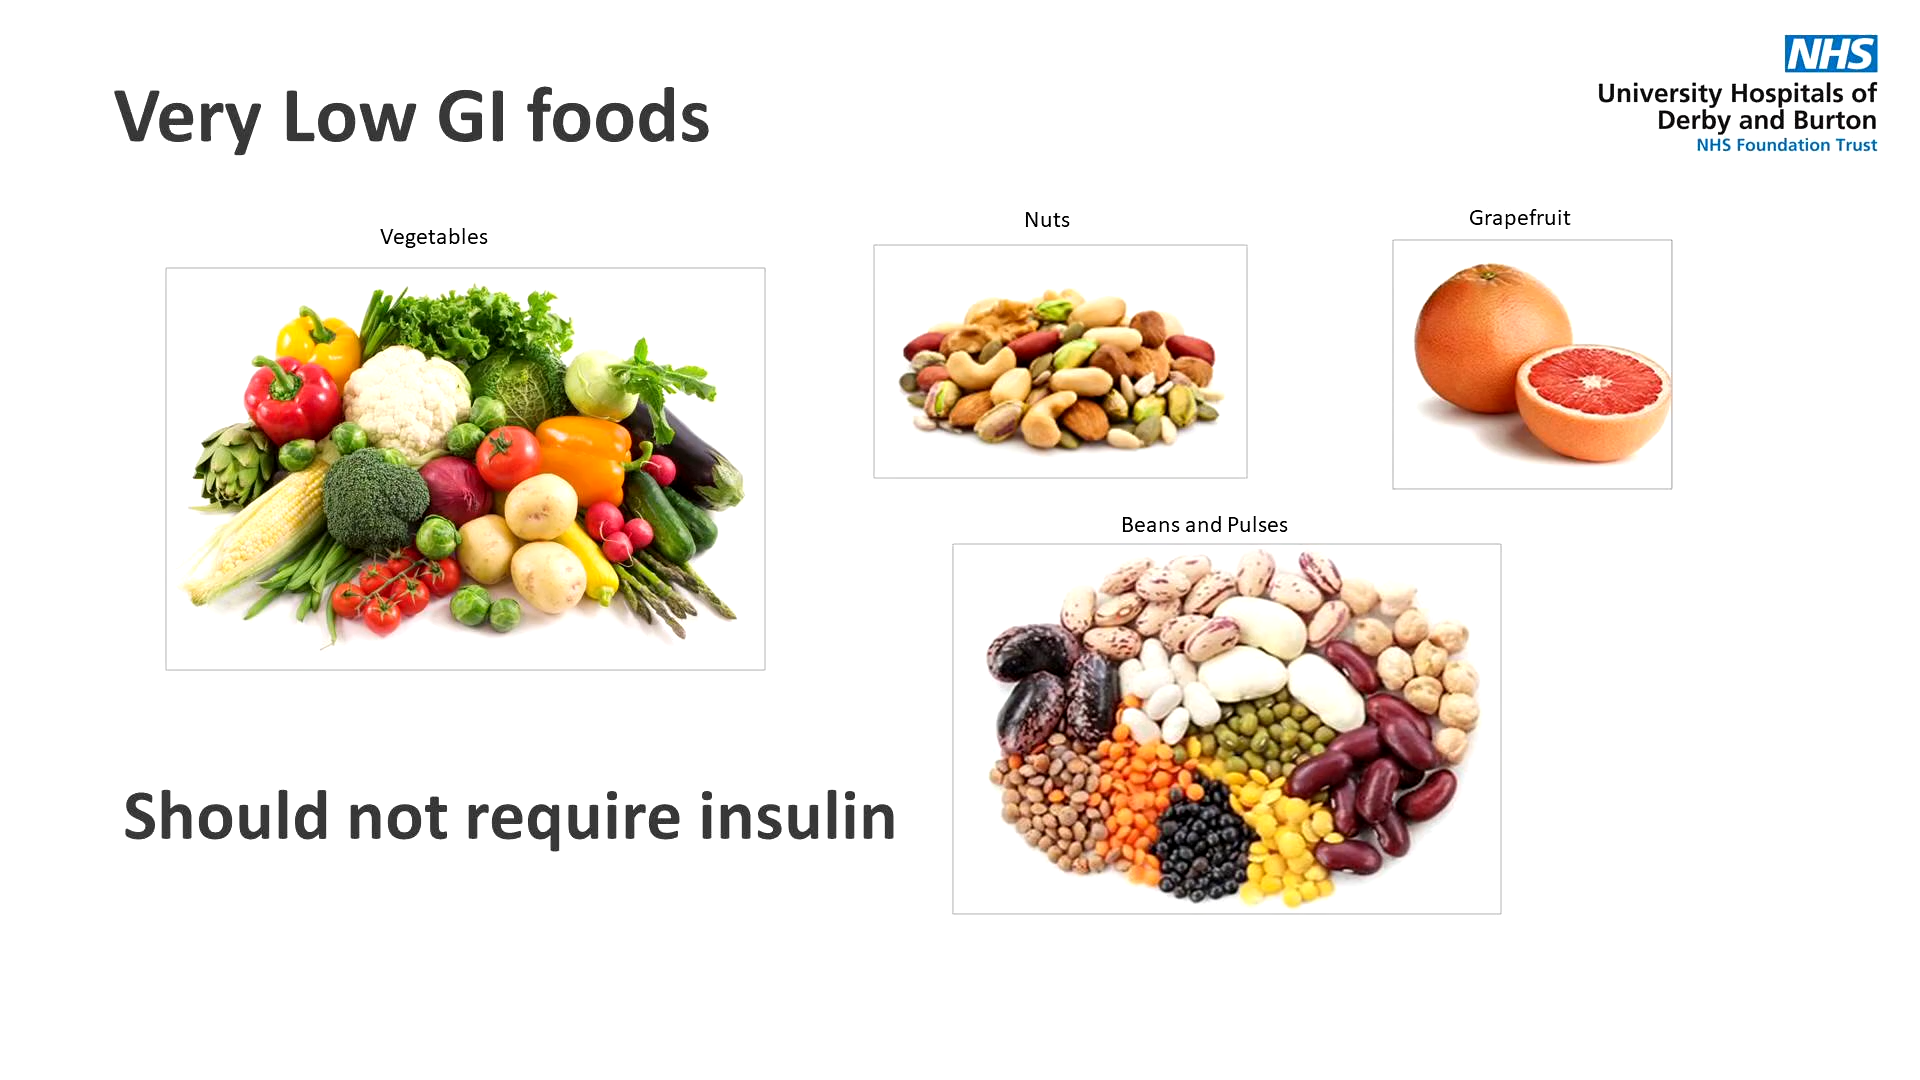 Very Low GI foods
NHS
University Hospitals of
Derby and Burton
NHS Foundation Trust
Vegetables
Nuts
Grapefruit
Beans and Pulses
Should not require insulin